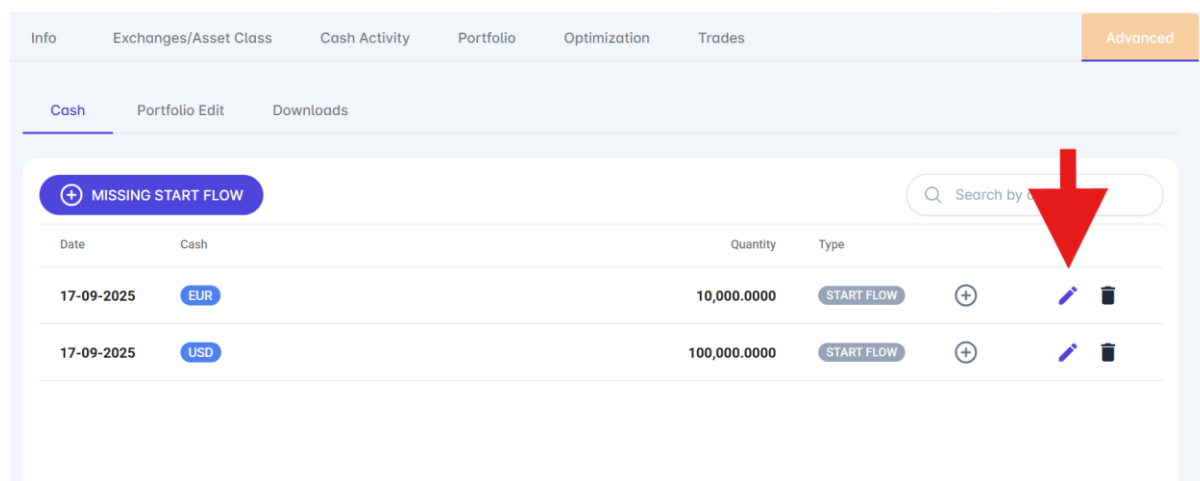 Info Exchanges/Asset Class Cash Activity Portfolio Optimization Trades Advanced
Cash Portfolio Edit Downloads
MISSING START FLOW Search by
Date Cash Quantity Type
17-09-2025 EUR 10,000.0000 START FLOW
17-09-2025 USD 100,000.0000 START FLOW